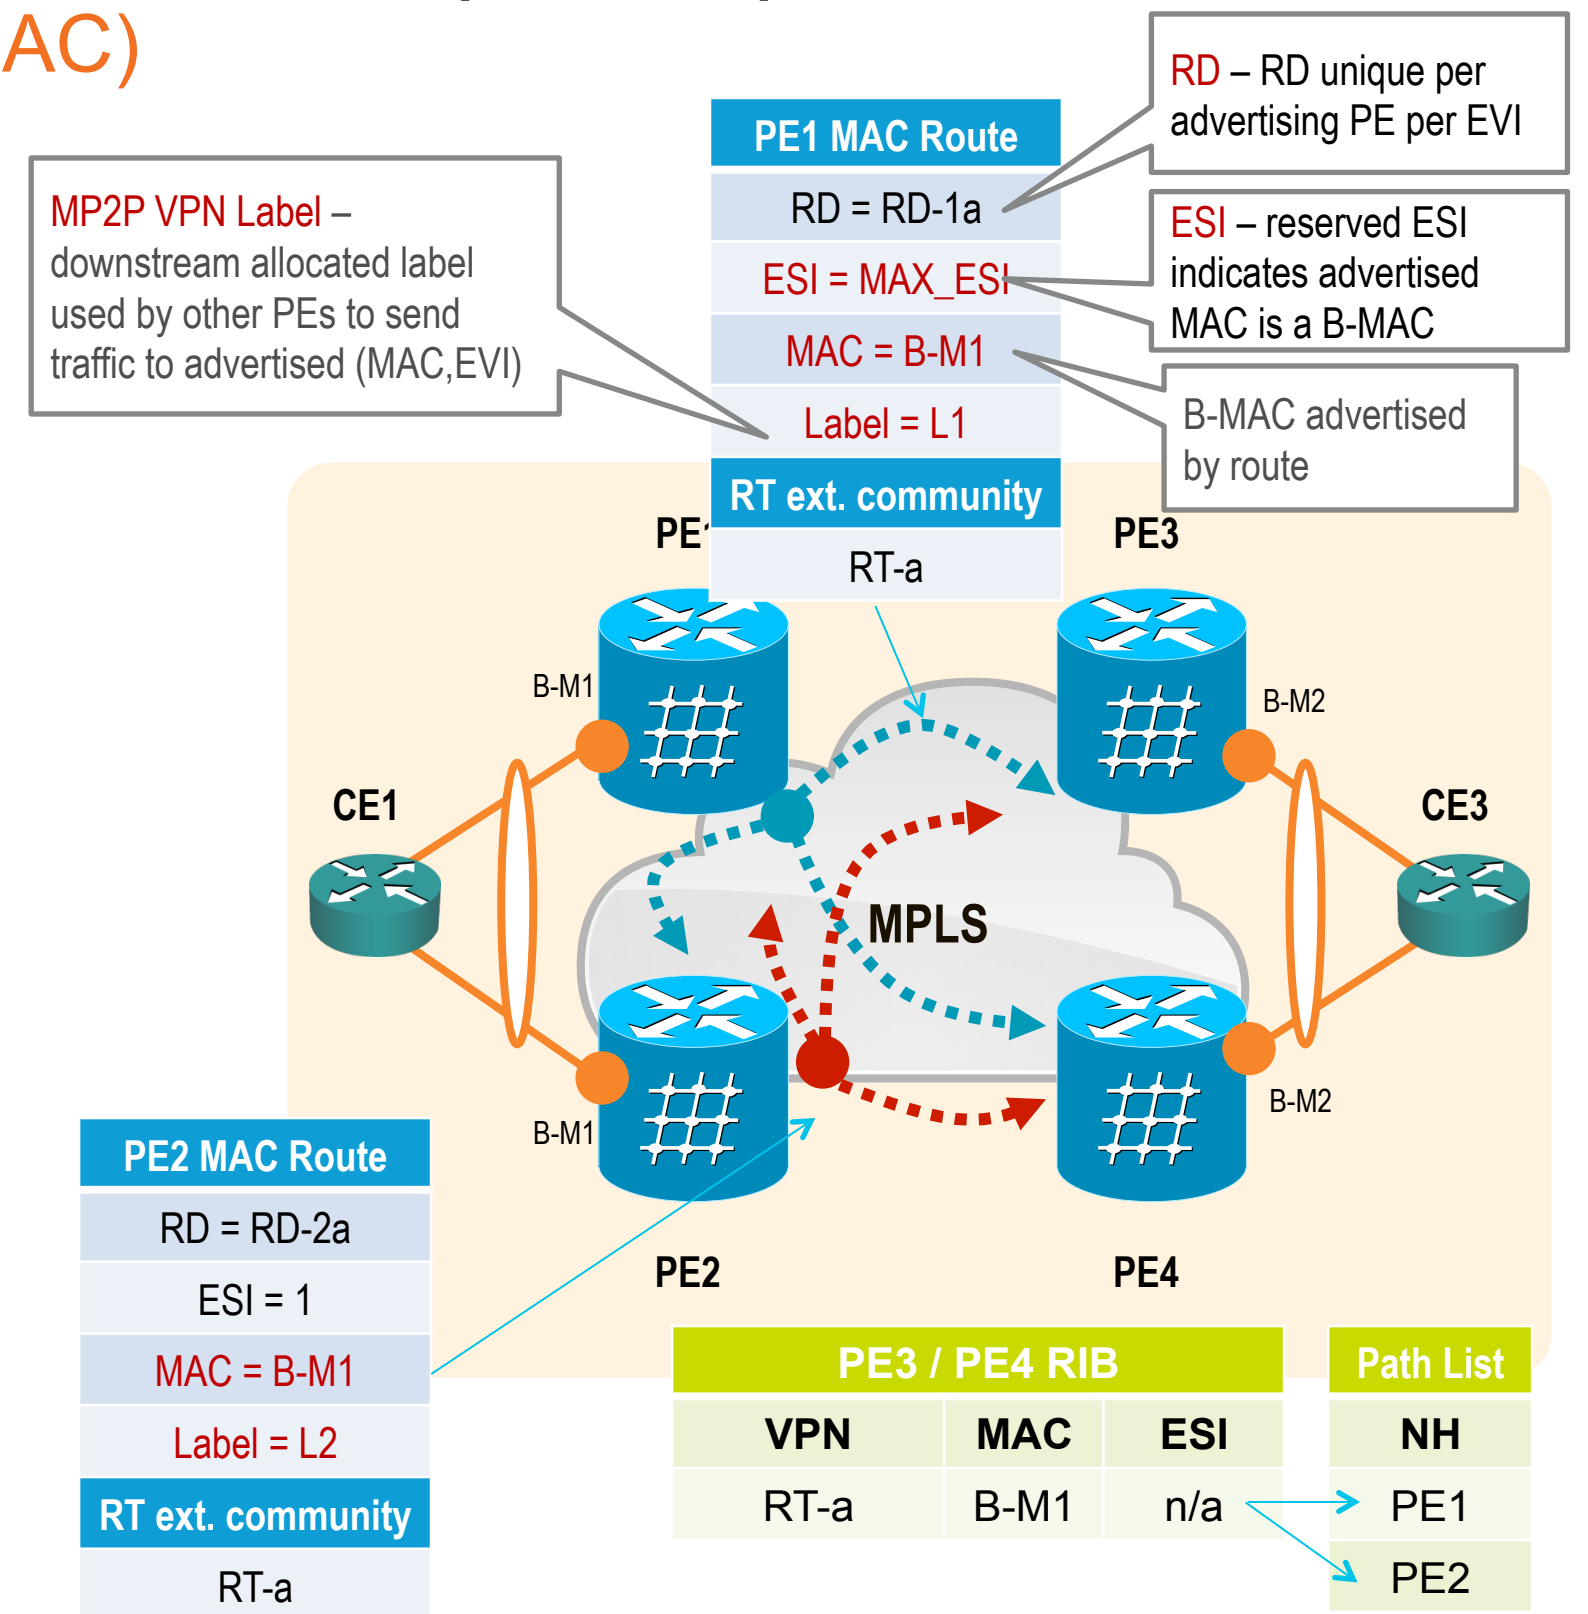 AC)
RD – RD unique per
advertising PE per EVI
PE1 MAC Route
RD = RD-1a
ESI = MAX_ESI
MAC = B-M1
Label = L1
RT ext. community
RT-a
MP2P VPN Label –
downstream allocated label
used by other PEs to send
traffic to advertised (MAC,EVI)
ESI – reserved ESI
indicates advertised
MAC is a B-MAC
B-MAC advertised
by route
PE1
PE3
B-M1
B-M2
CE1
CE3
MPLS
B-M1
B-M2
PE2
PE4
PE2 MAC Route
RD = RD-2a
ESI = 1
MAC = B-M1
Label = L2
RT ext. community
RT-a
PE3 / PE4 RIB
VPN MAC ESI
RT-a B-M1 n/a
Path List
NH
PE1
PE2